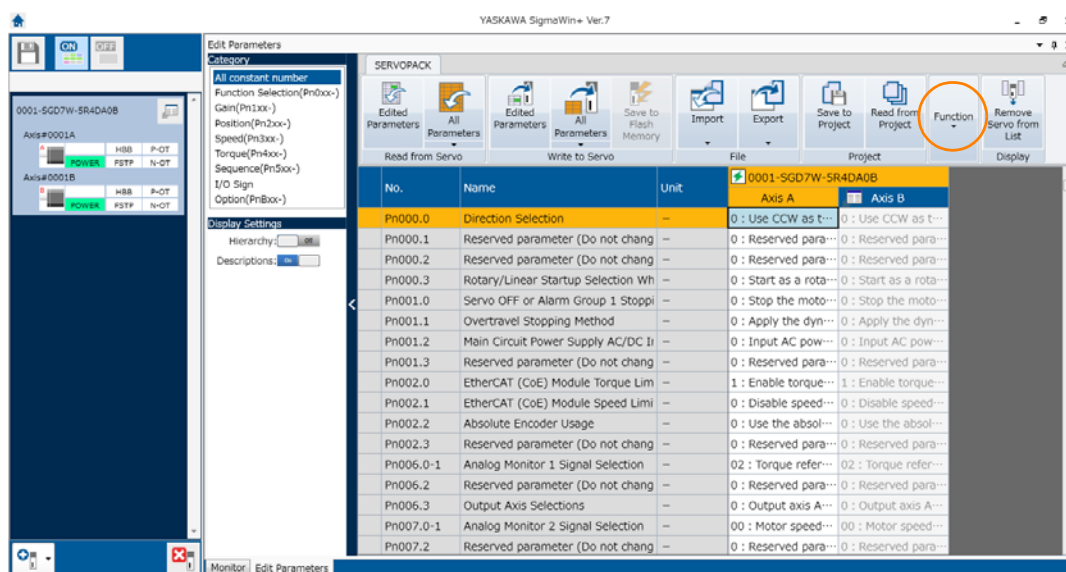 YASKAWA SigmaWin+ Ver.7
ON OFF
0001-SGD7W-5R4DA0B
Axis#0001A
A HBB P-OT
POWER FSTP N-OT
Axis#0001B
B HBB P-OT
POWER FSTP N-OT
Edit Parameters
Category
All constant number
Function Selection(Pn0xx-)
Gain(Pn1xx-)
Position(Pn2xx-)
Speed(Pn3xx-)
Torque(Pn4xx-)
Sequence(Pn5xx-)
I/O Sign
Option(PnBxx-)
Display Settings
Hierarchy: Off
Descriptions: On
SERVOPACK
Edited Parameters
All Parameters
Read from Servo
Edited Parameters
All Parameters
Save to Flash Memory
Write to Servo
Import
Export
File
Save to Project
Read from Project
Project
Function
Remove Servo from List
Display
No. Name Unit 0001-SGD7W-5R4DA0B
Axis A Axis B
Pn000.0 Direction Selection – 0 : Use CCW as t··· 0 : Use CCW as t···
Pn000.1 Reserved parameter (Do not chang – 0 : Reserved para··· 0 : Reserved para···
Pn000.2 Reserved parameter (Do not chang – 0 : Reserved para··· 0 : Reserved para···
Pn000.3 Rotary/Linear Startup Selection Wh – 0 : Start as a rota··· 0 : Start as a rota···
Pn001.0 Servo OFF or Alarm Group 1 Stoppi – 0 : Stop the moto··· 0 : Stop the moto···
Pn001.1 Overtravel Stopping Method – 0 : Apply the dyn··· 0 : Apply the dyn···
Pn001.2 Main Circuit Power Supply AC/DC Ir – 0 : Input AC pow··· 0 : Input AC pow···
Pn001.3 Reserved parameter (Do not chang – 0 : Reserved para··· 0 : Reserved para···
Pn002.0 EtherCAT (CoE) Module Torque Lim – 1 : Enable torque··· 1 : Enable torque···
Pn002.1 EtherCAT (CoE) Module Speed Limi – 0 : Disable speed··· 0 : Disable speed···
Pn002.2 Absolute Encoder Usage – 0 : Use the absol··· 0 : Use the absol···
Pn002.3 Reserved parameter (Do not chang – 0 : Reserved para··· 0 : Reserved para···
Pn006.0-1 Analog Monitor 1 Signal Selection – 02 : Torque refer··· 02 : Torque refer···
Pn006.2 Reserved parameter (Do not chang – 0 : Reserved para··· 0 : Reserved para···
Pn006.3 Output Axis Selections – 0 : Output axis A··· 0 : Output axis A···
Pn007.0-1 Analog Monitor 2 Signal Selection – 00 : Motor speed··· 00 : Motor speed···
Pn007.2 Reserved parameter (Do not chang – 0 : Reserved para··· 0 : Reserved para···
Monitor Edit Parameters